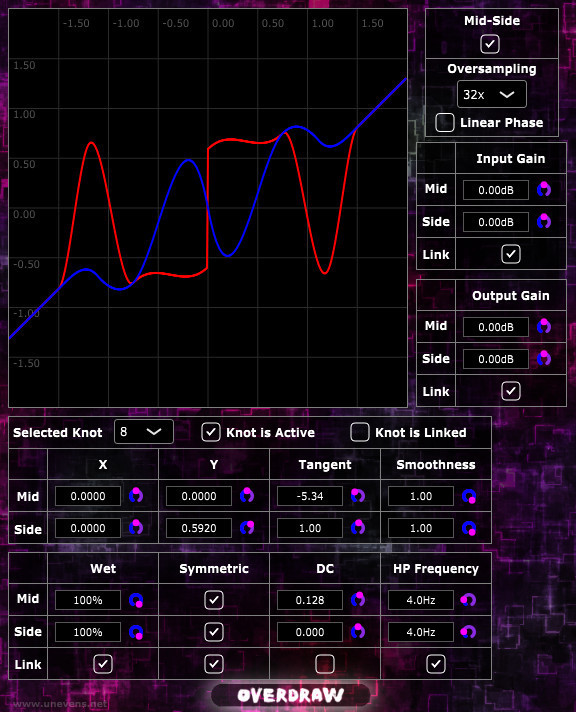 -1.50 -1.00 -0.50 0.00 0.50 1.00 1.50
1.50
1.00
0.50
0.00
-0.50
-1.00
-1.50
Mid-Side
Oversampling
32x
Linear Phase
Input Gain
Mid 0.00dB
Side 0.00dB
Link
Output Gain
Mid 0.00dB
Side 0.00dB
Link
Selected Knot 8 Knot is Active Knot is Linked
X Y Tangent Smoothness
Mid 0.0000 0.0000 -5.34 1.00
Side 0.0000 0.5920 1.00 1.00
Wet Symmetric DC HP Frequency
Mid 100% 0.128 4.0Hz
Side 100% 0.000 4.0Hz
Link
OVERDRAW
www.unevens.net